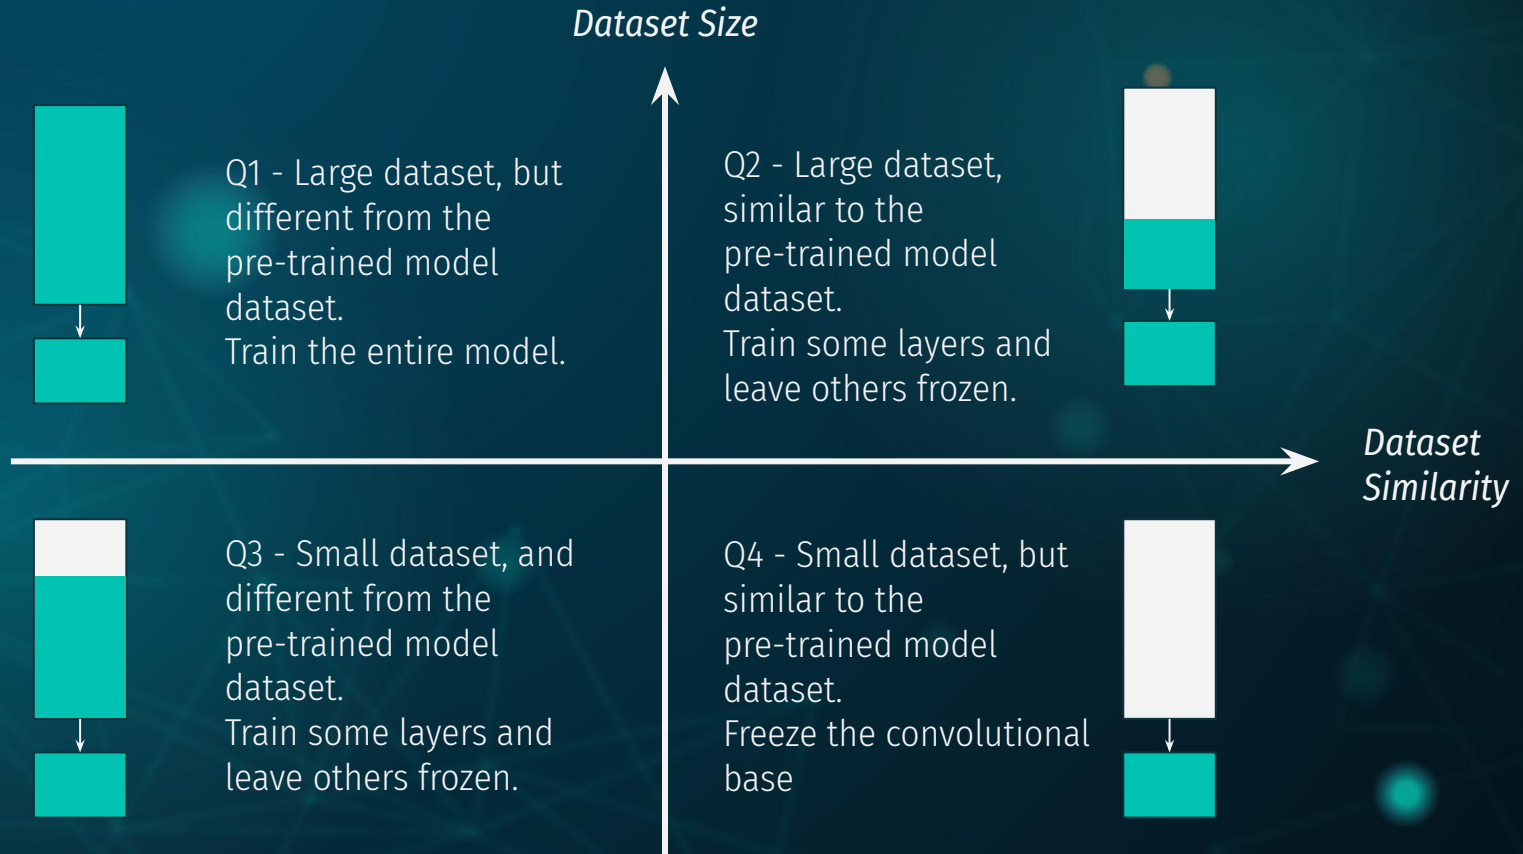 Dataset Size
Q1 - Large dataset, but
different from the
pre-trained model
dataset.
Train the entire model.
Q2 - Large dataset,
similar to the
pre-trained model
dataset.
Train some layers and
leave others frozen.
Dataset
Similarity
Q3 - Small dataset, and
different from the
pre-trained model
dataset.
Train some layers and
leave others frozen.
Q4 - Small dataset, but
similar to the
pre-trained model
dataset.
Freeze the convolutional
base